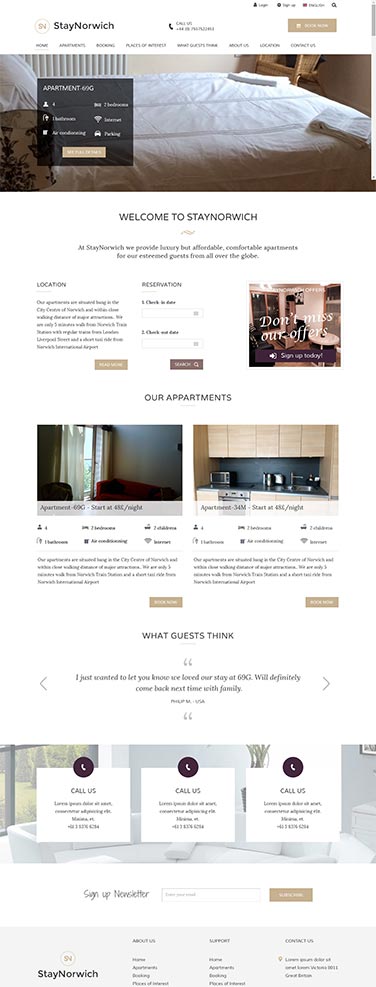 Login Sign up ENGLISH
SN StayNorwich
CALL US
BOOK NOW
HOME APARTMENTS BOOKING PLACES OF INTEREST WHAT GUESTS THINK ABOUT US LOCATION CONTACT US
APARTMENT-69G
4 2 bedrooms
1 bathroom Internet
Air conditionning Parking
SEE FULL DETAILS
WELCOME TO STAYNORWICH
At StayNorwich we provide luxury but affordable, comfortable apartments
for our esteemed guests from all over the globe.
LOCATION
Our apartments are situated bang in the
City Centre of Norwich and within close
walking distance of major attractions. We
are only 5 minutes walk from Norwich Train
Station with regular trains from London
Liverpool Street and a short taxi ride from
Norwich International Airport
READ MORE
RESERVATION
1. Check-in date
2. Check-out date
SEARCH
STAYNORWICH OFFERS
Don't miss
our offers
Sign up today!
OUR APPARTMENTS
Apartment-69G - Start at 48£/night
4 2 bedrooms 2 childrens
1 bathroom Air conditionning Internet
Our apartments are situated bang in the City Centre of Norwich and
within close walking distance of major attractions.. We are only 5
minutes walk from Norwich Train Station and a short taxi ride from
Norwich International Airport
BOOK NOW
Apartment-34M - Start at 48£/night
4 2 bedrooms 2 childrens
1 bathroom Air conditionning Internet
Our apartments are situated bang in the City Centre of Norwich and
within close walking distance of major attractions.. We are only 5
minutes walk from Norwich Train Station and a short taxi ride from
Norwich International Airport
BOOK NOW
WHAT GUESTS THINK
“
I just wanted to let you know we loved our stay at 69G. Will definitely
come back next time with family.
PHILIP M. - USA
“
CALL US
Lorem ipsum dolor sit amet,
consectetur adipiscing elit.
Minima, et.
+61 3 8376 6284
CALL US
Lorem ipsum dolor sit amet,
consectetur adipiscing elit.
Minima, et.
+61 3 8376 6284
CALL US
Lorem ipsum dolor sit amet,
consectetur adipiscing elit.
Minima, et.
+61 3 8376 6284
Sign up Newsletter Enter your email SUBSCRIBE
SN
StayNorwich
ABOUT US
Home
Apartments
Booking
Places of Interest
SUPPORT
Home
Apartments
Booking
Places of Interest
CONTACT US
Lorem ipsum dolor sit
amet lorem Victoria 8011
Great Britain